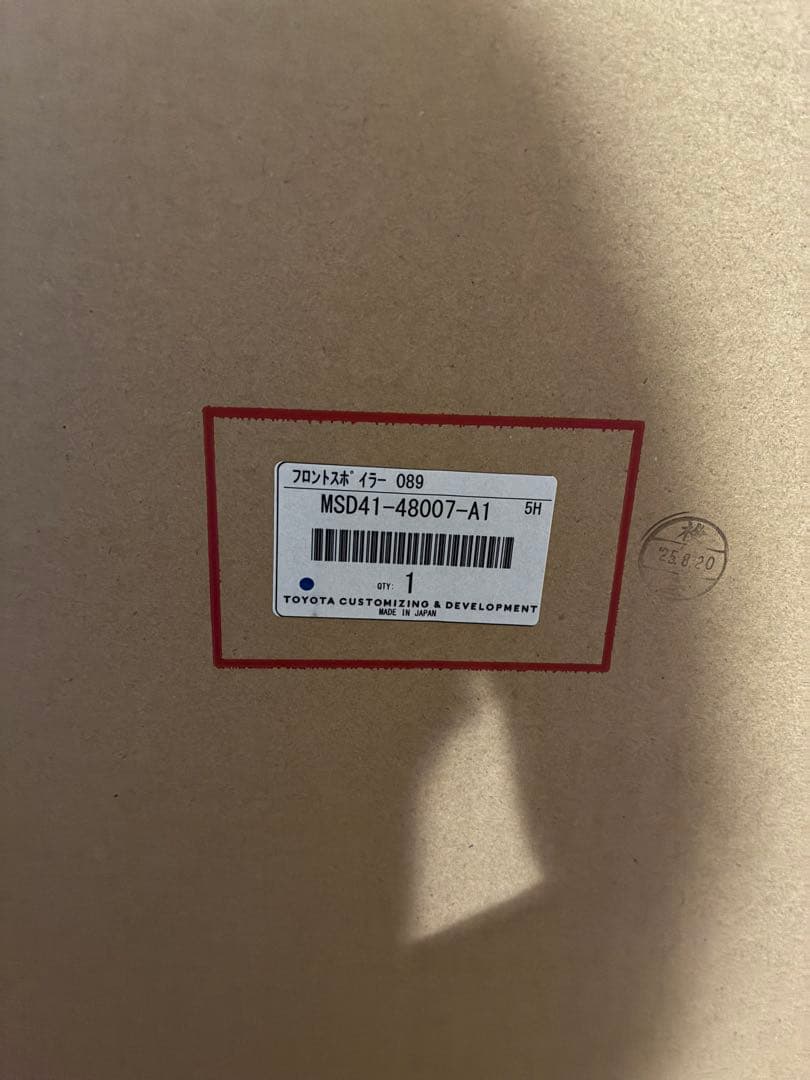 フロントスポイラー 089
MSD41-48007-A1 5H
QTY: 1
TOYOTA CUSTOMIZING & DEVELOPMENT
MADE IN JAPAN
'25.8.20